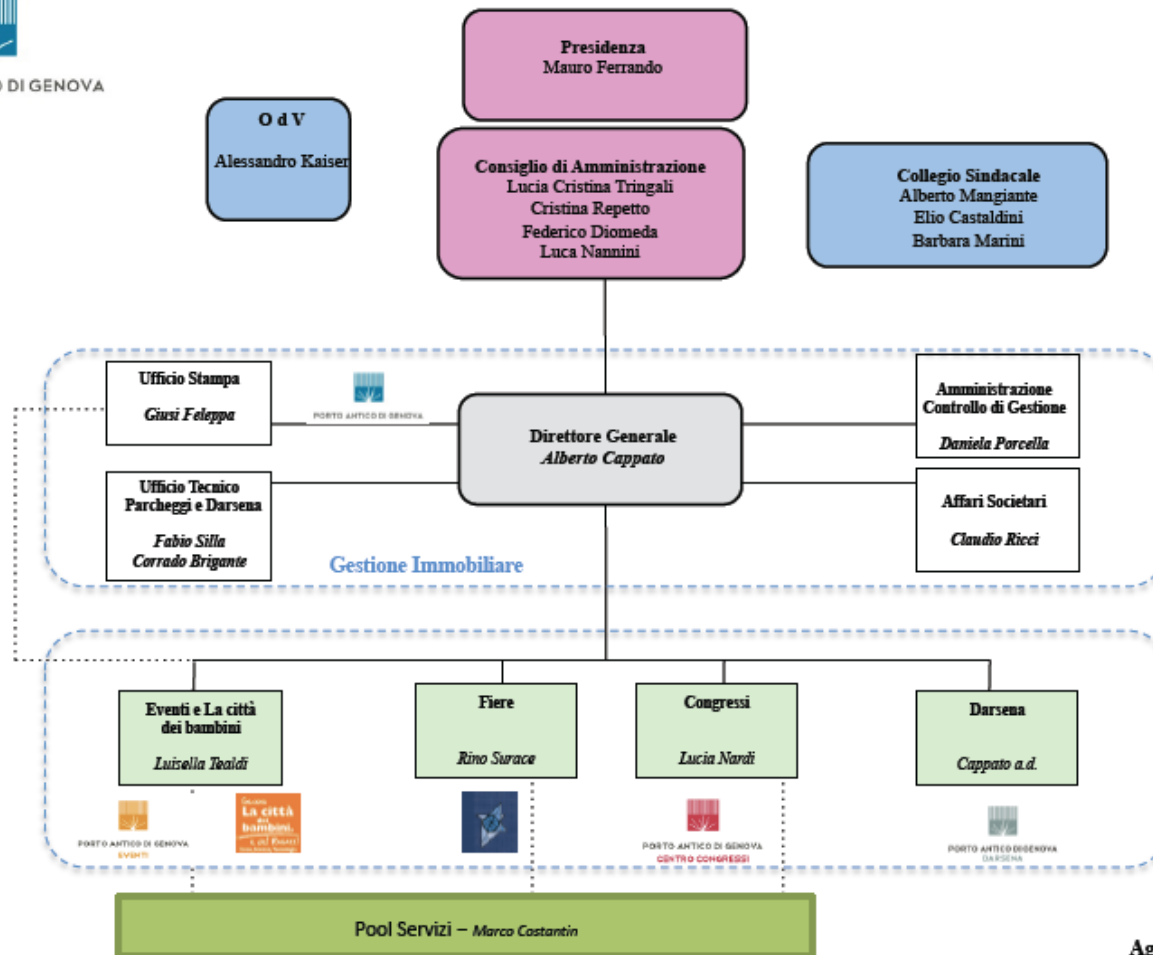 O DI GENOVA
Presidenza
Mauro Ferrando
O d V
Alessandro Kaiser
Consiglio di Amministrazione
Lucia Cristina Tringali
Cristina Repetto
Federico Diomeda
Luca Nannini
Collegio Sindacale
Alberto Mangiante
Elio Castaldini
Barbara Marini
Ufficio Stampa
Giusi Feleppa
PORTO ANTICO DI GENOVA
Direttore Generale
Alberto Cappato
Amministrazione
Controllo di Gestione
Daniela Porcella
Ufficio Tecnico
Parcheggi e Darsena
Fabio Silla
Corrado Brigante
Affari Societari
Claudio Ricci
Gestione Immobiliare
Eventi e La città
dei bambini
Luisella Tealdi
Fiere
Rino Surace
Congressi
Lucia Nardi
Darsena
Cappato a.d.
PORTO ANTICO DI GENOVA
EVENTI
La città
dei
bambini
PORTO ANTICO DI GENOVA
CENTRO CONGRESSI
PORTO ANTICO DI GENOVA
DARSENA
Pool Servizi – Marco Costantin
Ag